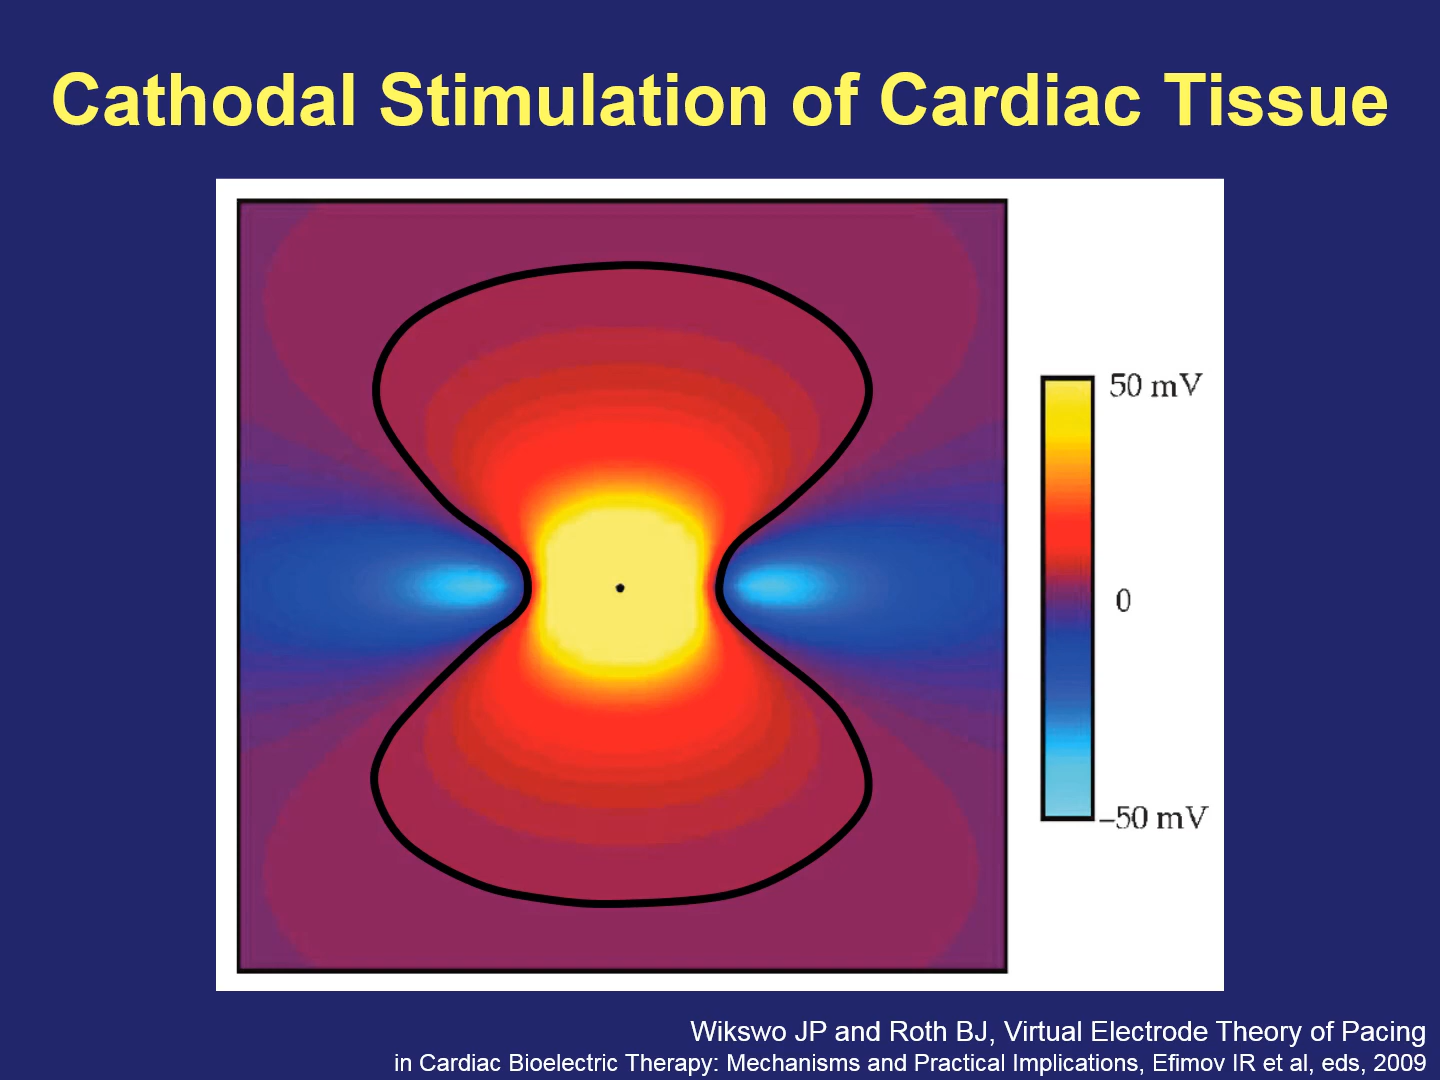 Cathodal Stimulation of Cardiac Tissue
50 mV
0
–50 mV
Wikswo JP and Roth BJ, Virtual Electrode Theory of Pacing
in Cardiac Bioelectric Therapy: Mechanisms and Practical Implications, Efimov IR et al, eds, 2009